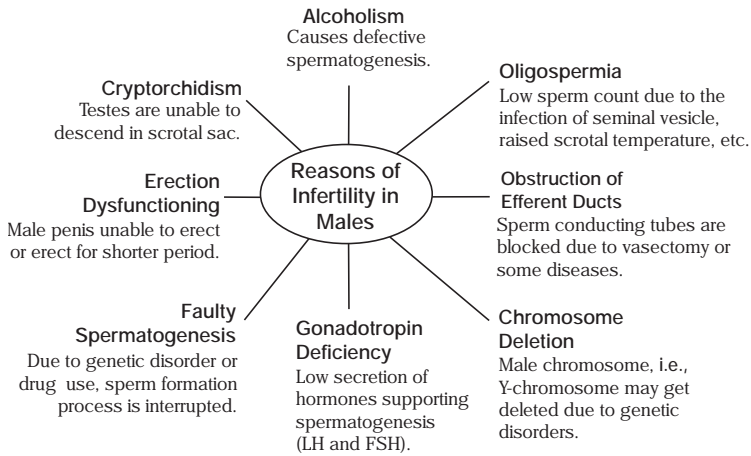 Alcoholism
Causes defective
spermatogenesis.
Oligospermia
Low sperm count due to the
infection of seminal vesicle,
raised scrotal temperature, etc.
Cryptorchidism
Testes are unable to
descend in scrotal sac.
Reasons of
Infertility in
Males
Erection
Dysfunctioning
Male penis unable to erect
or erect for shorter period.
Obstruction of
Efferent Ducts
Sperm conducting tubes are
blocked due to vasectomy or
some diseases.
Faulty
Spermatogenesis
Due to genetic disorder or
drug use, sperm formation
process is interrupted.
Gonadotropin
Deficiency
Low secretion of
hormones supporting
spermatogenesis
(LH and FSH).
Chromosome
Deletion
Male chromosome, i.e.,
Y-chromosome may get
deleted due to genetic
disorders.